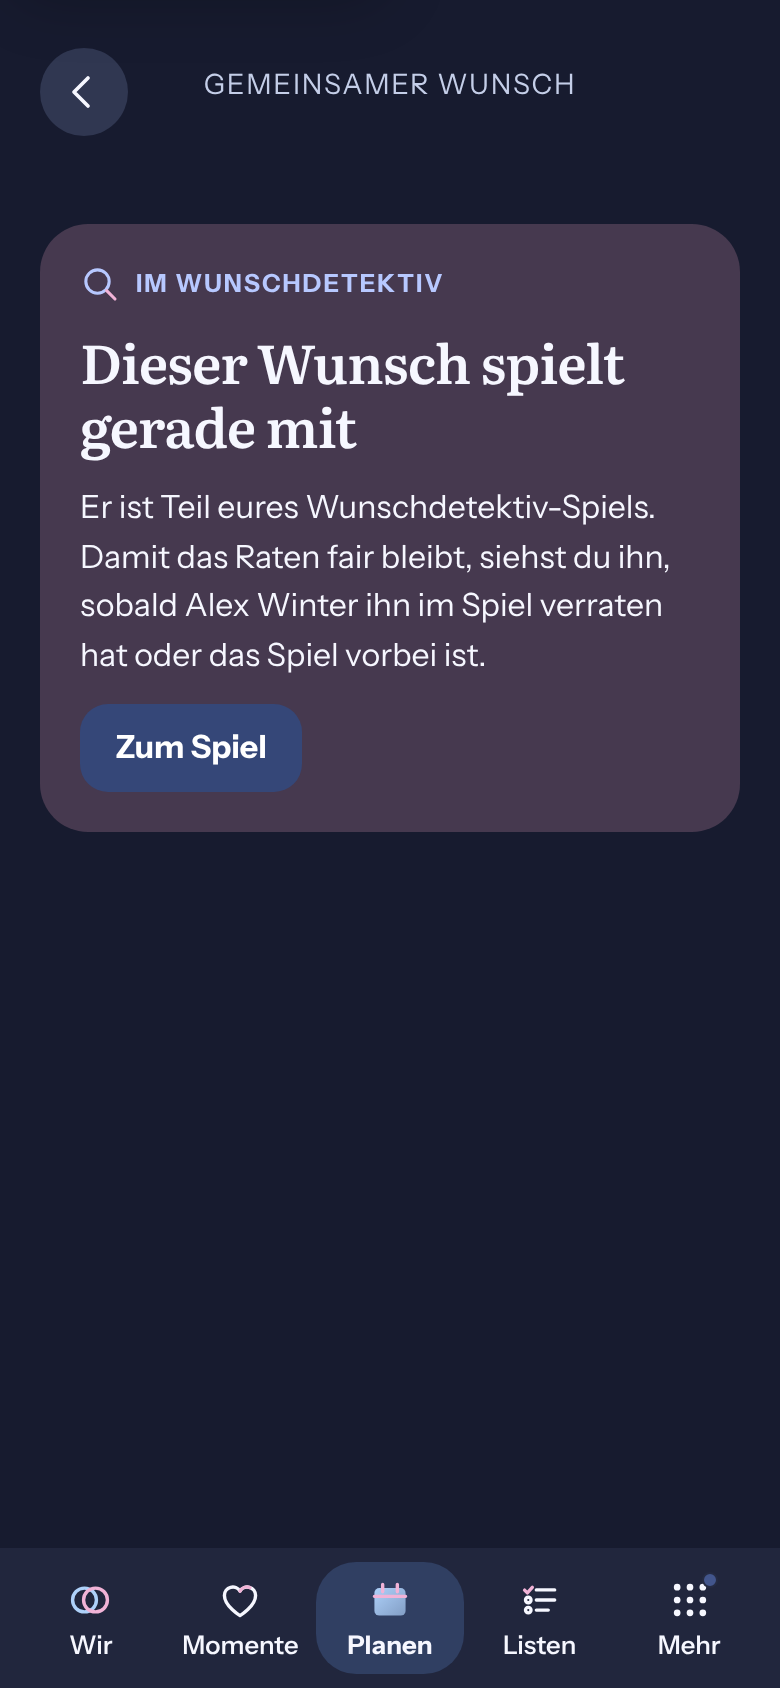 GEMEINSAMER WUNSCH
IM WUNSCHDETEKTIV
Dieser Wunsch spielt
gerade mit
Er ist Teil eures Wunschdetektiv-Spiels.
Damit das Raten fair bleibt, siehst du ihn,
sobald Alex Winter ihn im Spiel verraten
hat oder das Spiel vorbei ist.
Zum Spiel
Wir
Momente
Planen
Listen
Mehr